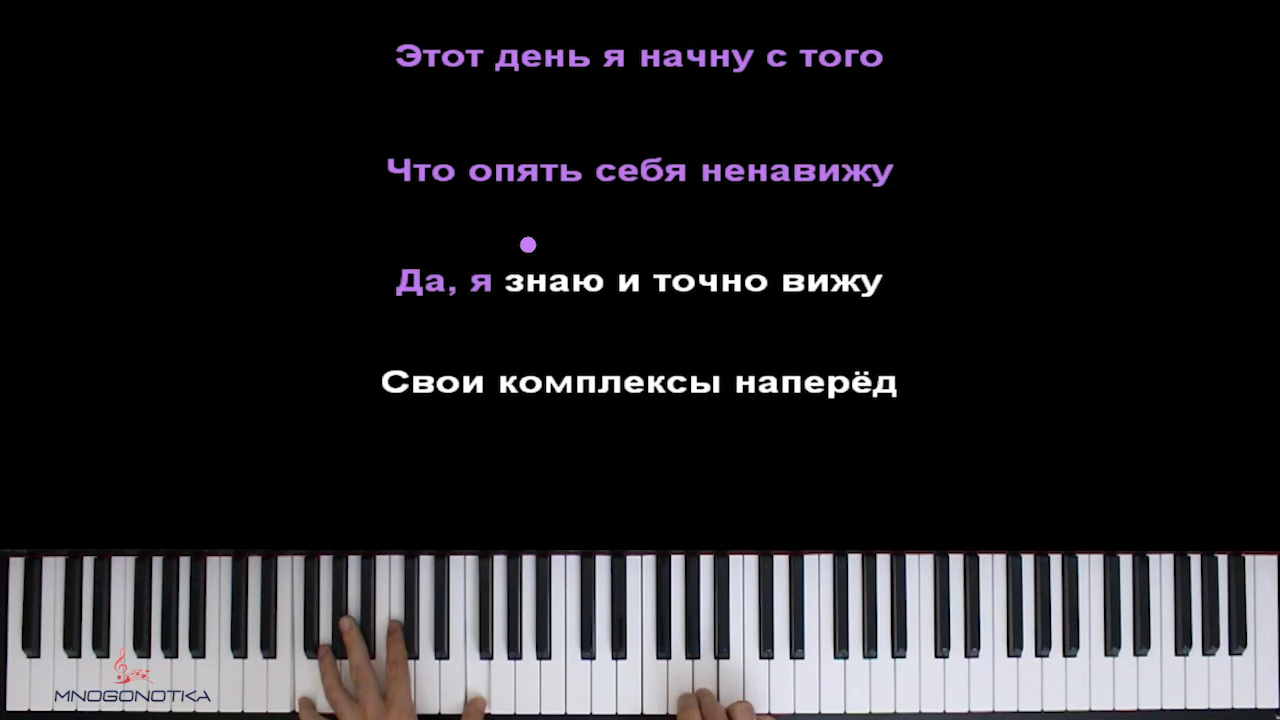 Этот день я начну с того
Что опять себя ненавижу
Да, я знаю и точно вижу
Свои комплексы наперёд
MNOGONOTKA